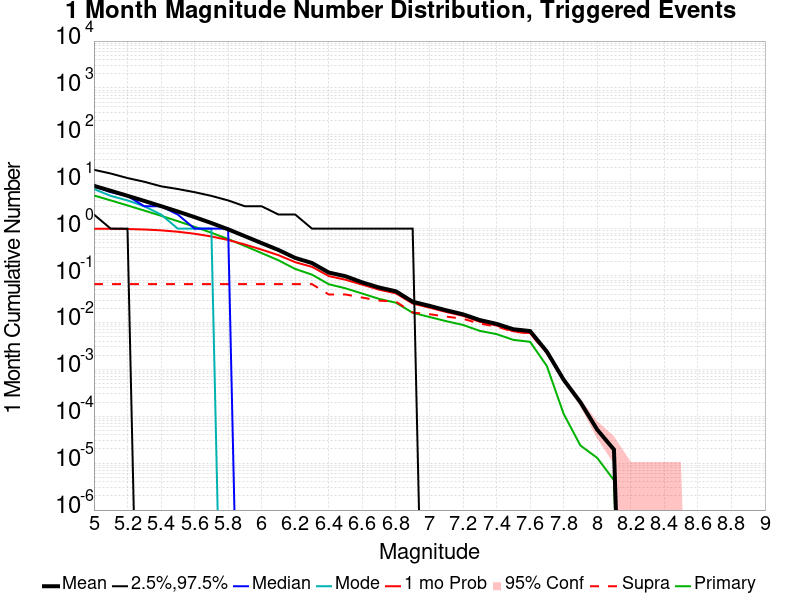 1 Month Magnitude Number Distribution, Triggered Events
1 Month Cumulative Number
10^4
10^3
10^2
10^1
10^0
10^-1
10^-2
10^-3
10^-4
10^-5
10^-6
5 5.2 5.4 5.6 5.8 6 6.2 6.4 6.6 6.8 7 7.2 7.4 7.6 7.8 8 8.2 8.4 8.6 8.8 9
Magnitude
Mean 2.5%,97.5% Median Mode 1 mo Prob 95% Conf Supra Primary